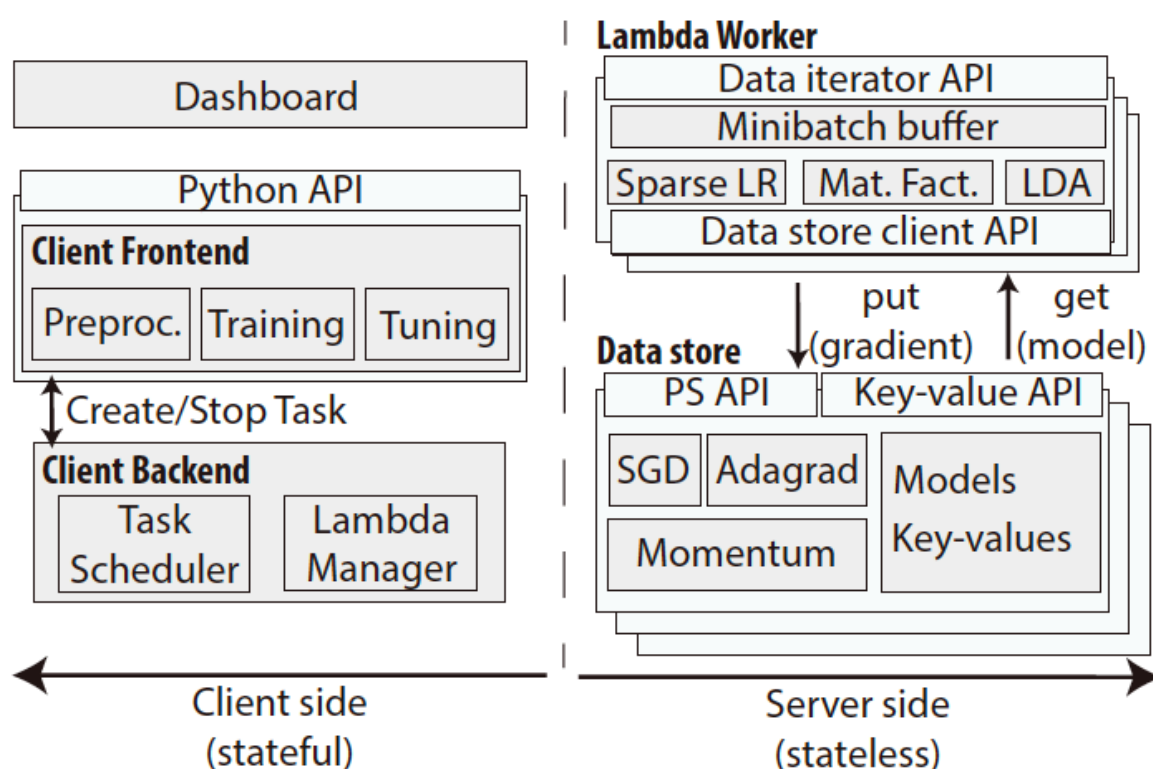 Dashboard
Python API
Client Frontend
Preproc.
Training
Tuning
Create/Stop Task
Client Backend
Task
Scheduler
Lambda
Manager
Client side
(stateful)
Lambda Worker
Data iterator API
Minibatch buffer
Sparse LR
Mat. Fact.
LDA
Data store client API
put
(gradient)
get
(model)
Data store
PS API
Key-value API
SGD
Adagrad
Momentum
Models
Key-values
Server side
(stateless)